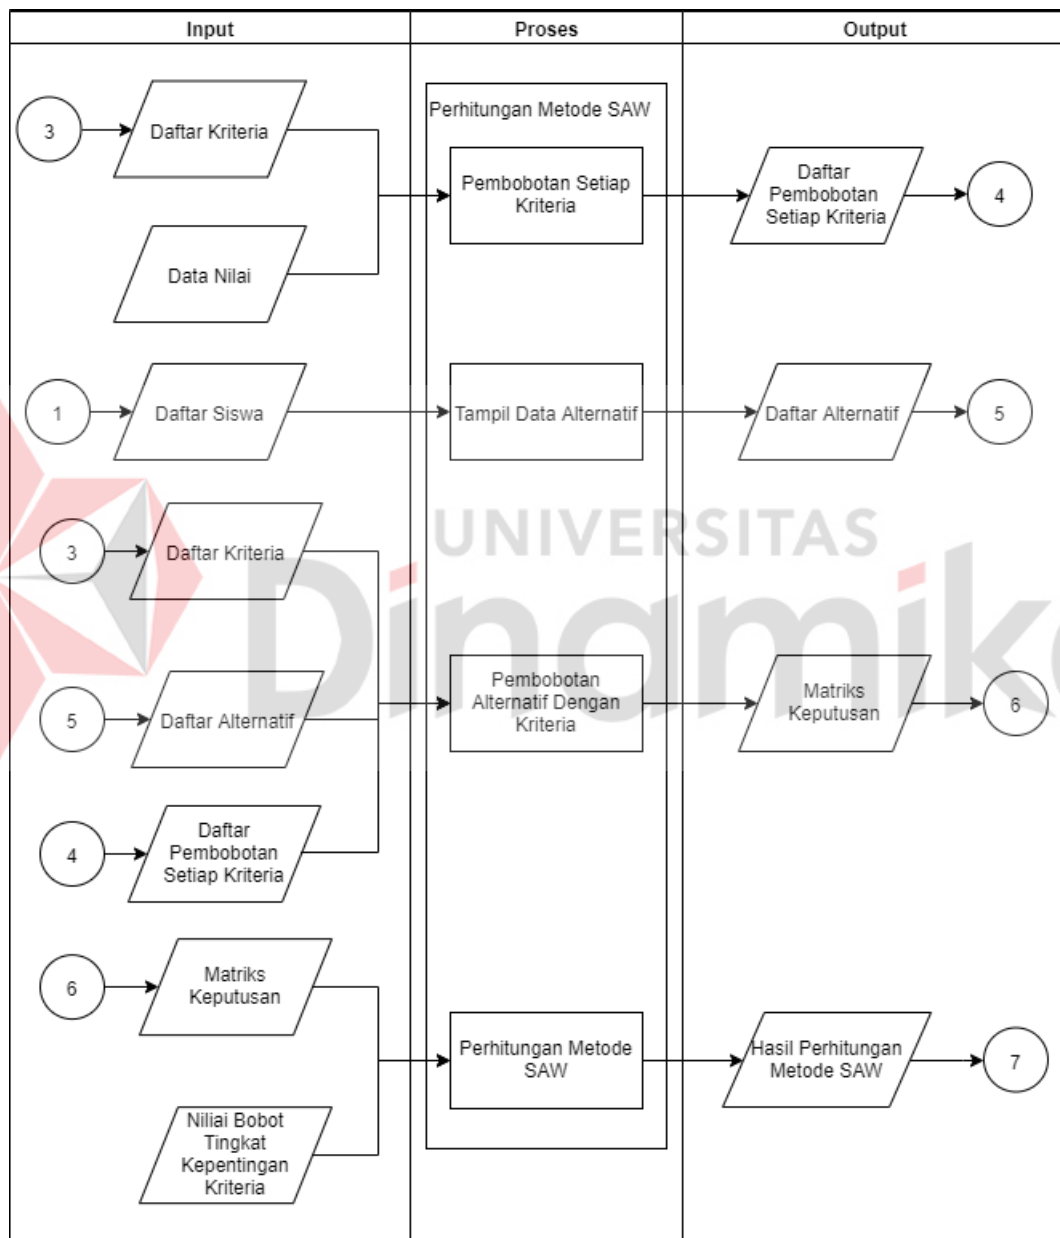 Input
Proses
Output
Perhitungan Metode SAW
3
Daftar Kriteria
Data Nilai
Pembobotan Setiap
Kriteria
Daftar
Pembobotan
Setiap Kriteria
4
1
Daftar Siswa
Tampil Data Alternatif
Daftar Alternatif
5
3
Daftar Kriteria
UNIVERSITAS
Dinamika
5
Daftar Alternatif
4
Daftar
Pembobotan
Setiap Kriteria
Pembobotan
Alternatif Dengan
Kriteria
Matriks
Keputusan
6
6
Matriks
Keputusan
Niliai Bobot
Tingkat
Kepentingan
Kriteria
Perhitungan Metode
SAW
Hasil Perhitungan
Metode SAW
7